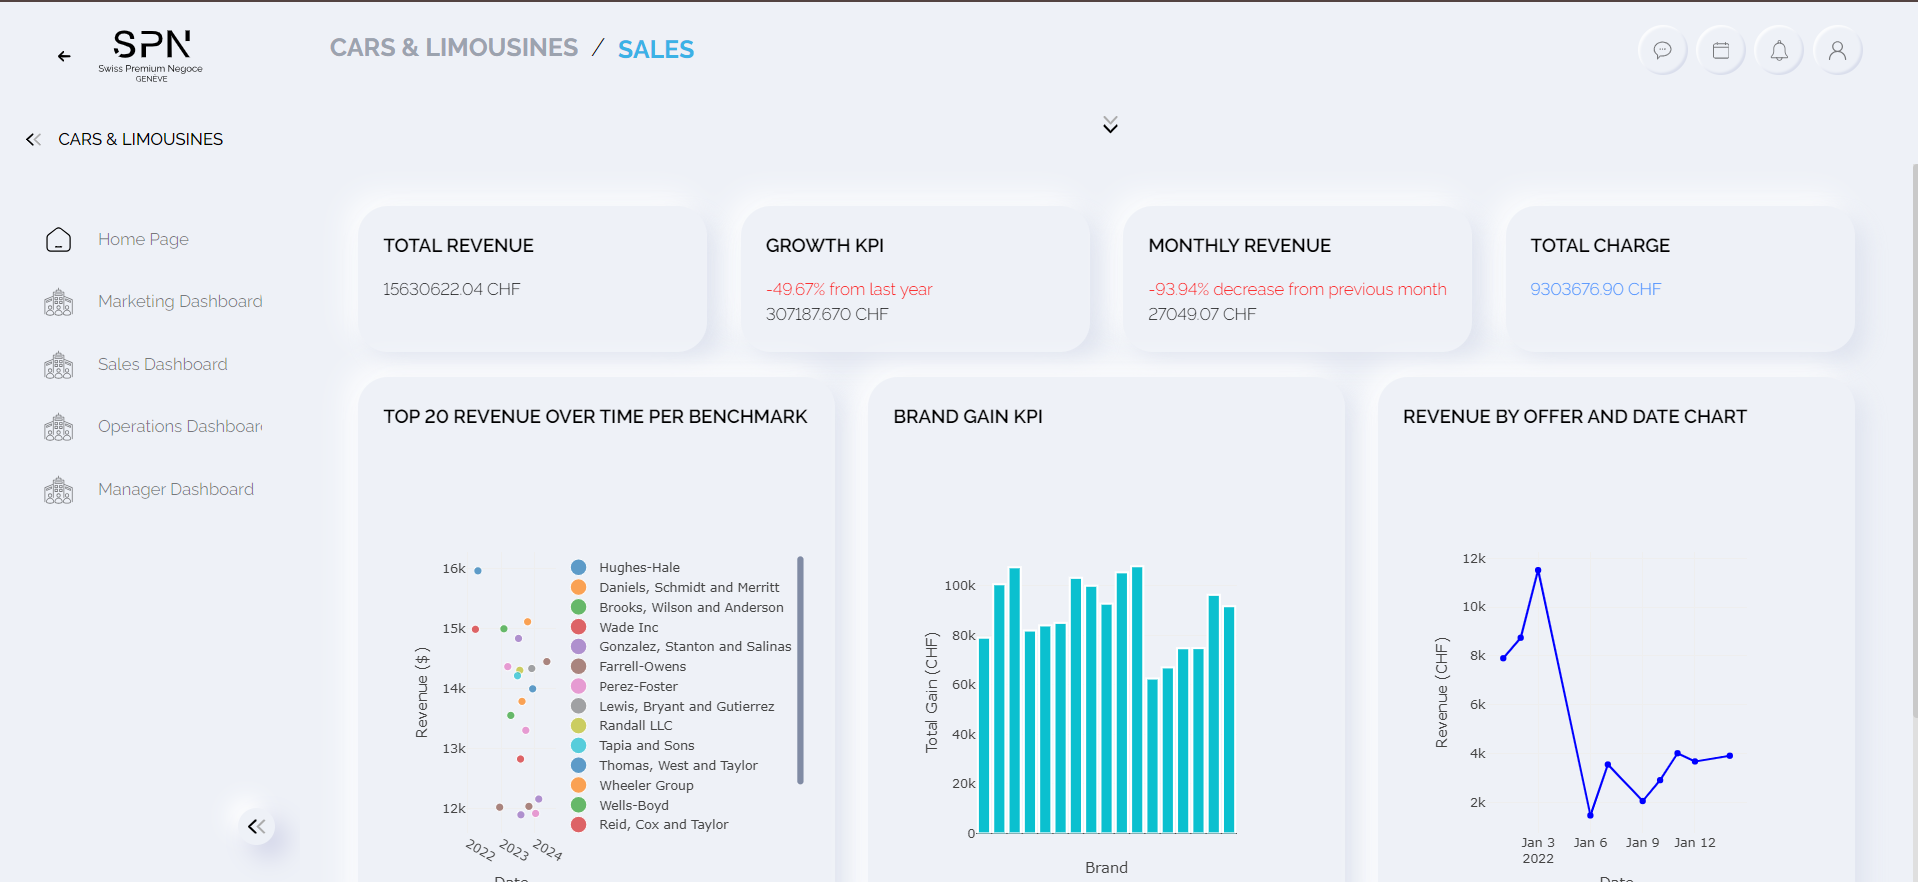 SPN
Swiss Premium Negoce
GENÈVE
CARS & LIMOUSINES / SALES
CARS & LIMOUSINES
Home Page
Marketing Dashboard
Sales Dashboard
Operations Dashboar
Manager Dashboard
TOTAL REVENUE
15630622.04 CHF
GROWTH KPI
-49.67% from last year
307187.670 CHF
MONTHLY REVENUE
-93.94% decrease from previous month
27049.07 CHF
TOTAL CHARGE
9303676.90 CHF
TOP 20 REVENUE OVER TIME PER BENCHMARK
16k
15k
14k
13k
12k
Revenue ($)
2022
2023
2024
Date
Hughes-Hale
Daniels, Schmidt and Merritt
Brooks, Wilson and Anderson
Wade Inc
Gonzalez, Stanton and Salinas
Farrell-Owens
Perez-Foster
Lewis, Bryant and Gutierrez
Randall LLC
Tapia and Sons
Thomas, West and Taylor
Wheeler Group
Wells-Boyd
Reid, Cox and Taylor
BRAND GAIN KPI
100k
80k
60k
40k
20k
0
Total Gain (CHF)
Brand
REVENUE BY OFFER AND DATE CHART
12k
10k
8k
6k
4k
2k
Revenue (CHF)
Jan 3
2022
Jan 6
Jan 9
Jan 12
Date